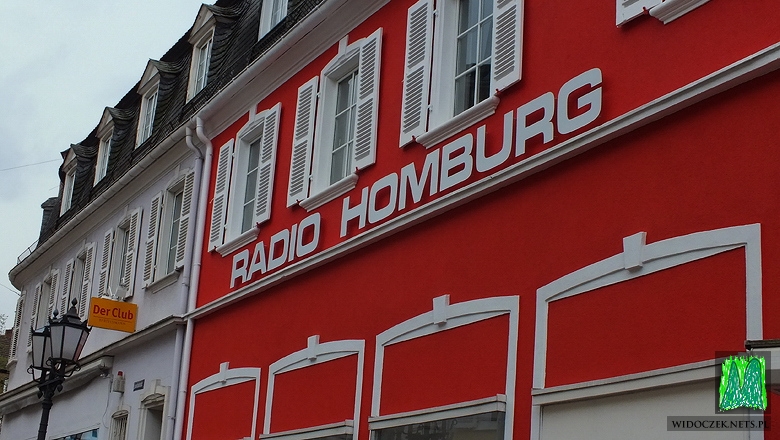 RADIO HOMBURG
Der Club
WIDOCZEK.NETS.PL